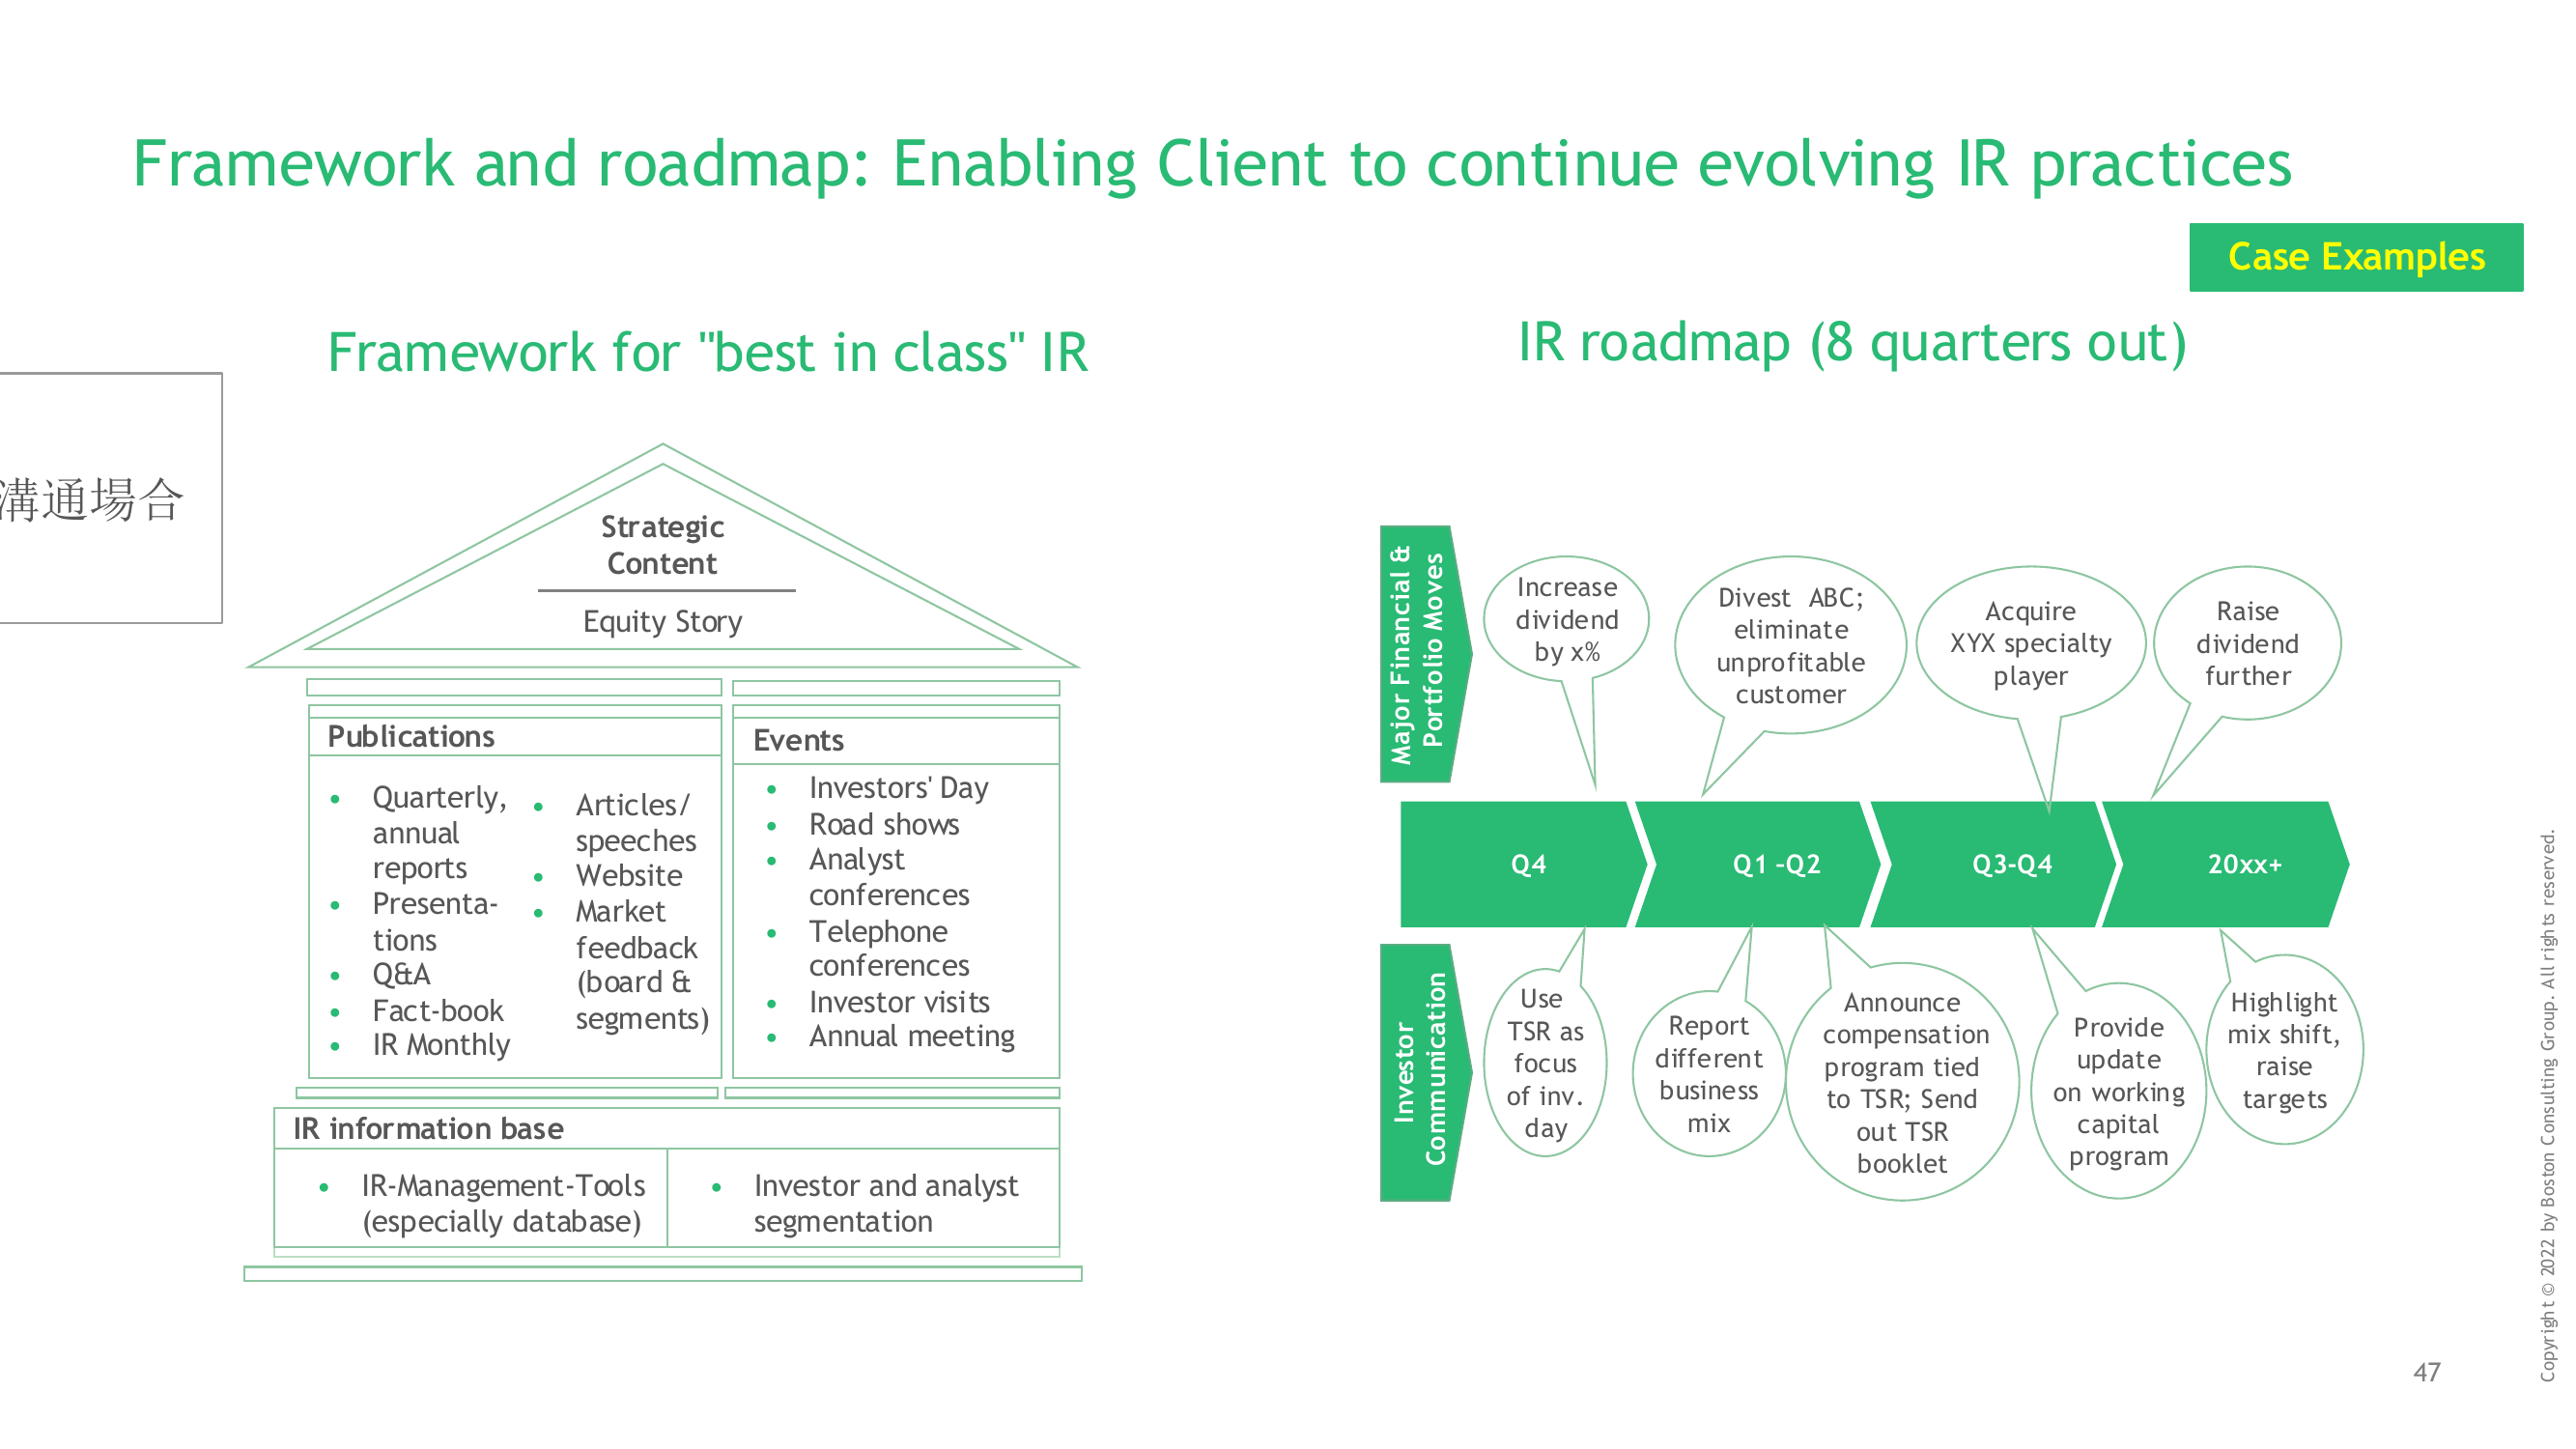 Framework and roadmap: Enabling Client to continue evolving IR practices
Case Examples
Framework for "best in class" IR
溝通場合
Strategic
Content
Equity Story
Publications
• Quarterly,
annual
reports
• Presenta-
tions
• Q&A
• Fact-book
• IR Monthly
• Articles/
speeches
• Website
• Market
feedback
(board &
segments)
Events
• Investors' Day
• Road shows
• Analyst
conferences
• Telephone
conferences
• Investor visits
• Annual meeting
IR information base
• IR-Management-Tools
(especially database)
• Investor and analyst
segmentation
IR roadmap (8 quarters out)
Major Financial &
Portfolio Moves
Increase
dividend
by x%
Divest ABC;
eliminate
unprofitable
customer
Acquire
XYX specialty
player
Raise
dividend
further
Q4
Q1 –Q2
Q3-Q4
20xx+
Investor
Communication
Use
TSR as
focus
of inv.
day
Report
different
business
mix
Announce
compensation
program tied
to TSR; Send
out TSR
booklet
Provide
update
on working
capital
program
Highlight
mix shift,
raise
targets
Copyright © 2022 by Boston Consulting Group. All rights reserved.
47